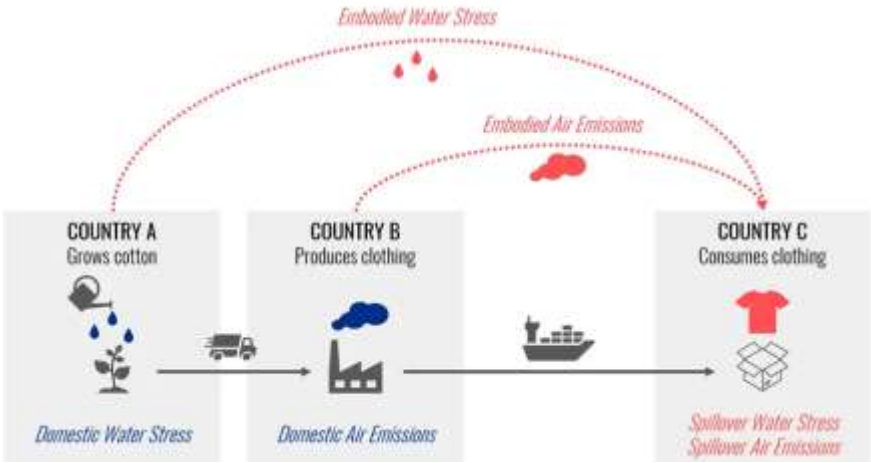 Embodied Water Stress
Embodied Air Emissions
COUNTRY A
Grows cotton
Domestic Water Stress
COUNTRY B
Produces clothing
Domestic Air Emissions
COUNTRY C
Consumes clothing
Spillover Water Stress
Spillover Air Emissions